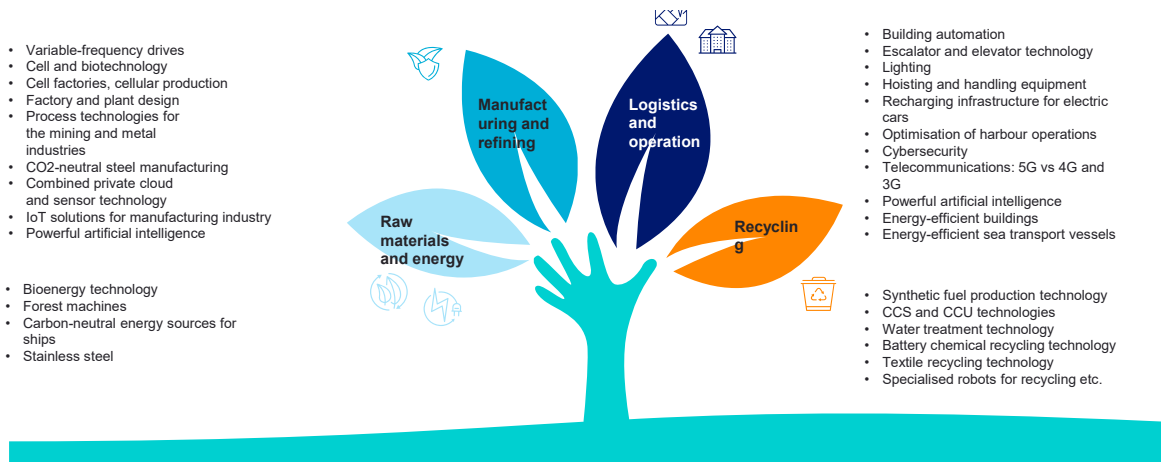 • Variable-frequency drives
• Cell and biotechnology
• Cell factories, cellular production
• Factory and plant design
• Process technologies for
the mining and metal
industries
• CO2-neutral steel manufacturing
• Combined private cloud
and sensor technology
• IoT solutions for manufacturing industry
• Powerful artificial intelligence
• Bioenergy technology
• Forest machines
• Carbon-neutral energy sources for
ships
• Stainless steel
Manufact
uring and
refining
Logistics
and
operation
Raw
materials
and energy
Recyclin
g
• Building automation
• Escalator and elevator technology
• Lighting
• Hoisting and handling equipment
• Recharging infrastructure for electric
cars
• Optimisation of harbour operations
• Cybersecurity
• Telecommunications: 5G vs 4G and
3G
• Powerful artificial intelligence
• Energy-efficient buildings
• Energy-efficient sea transport vessels
• Synthetic fuel production technology
• CCS and CCU technologies
• Water treatment technology
• Battery chemical recycling technology
• Textile recycling technology
• Specialised robots for recycling etc.